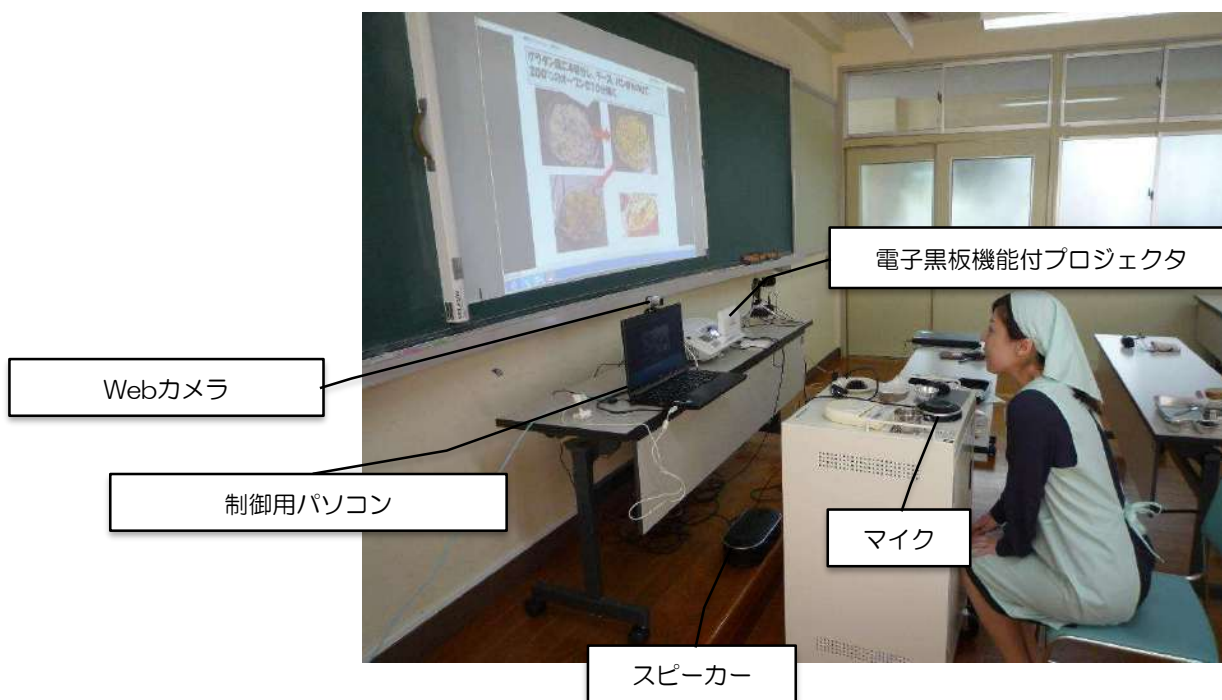 電子黒板機能付プロジェクタ
Webカメラ
制御用パソコン
マイク
スピーカー